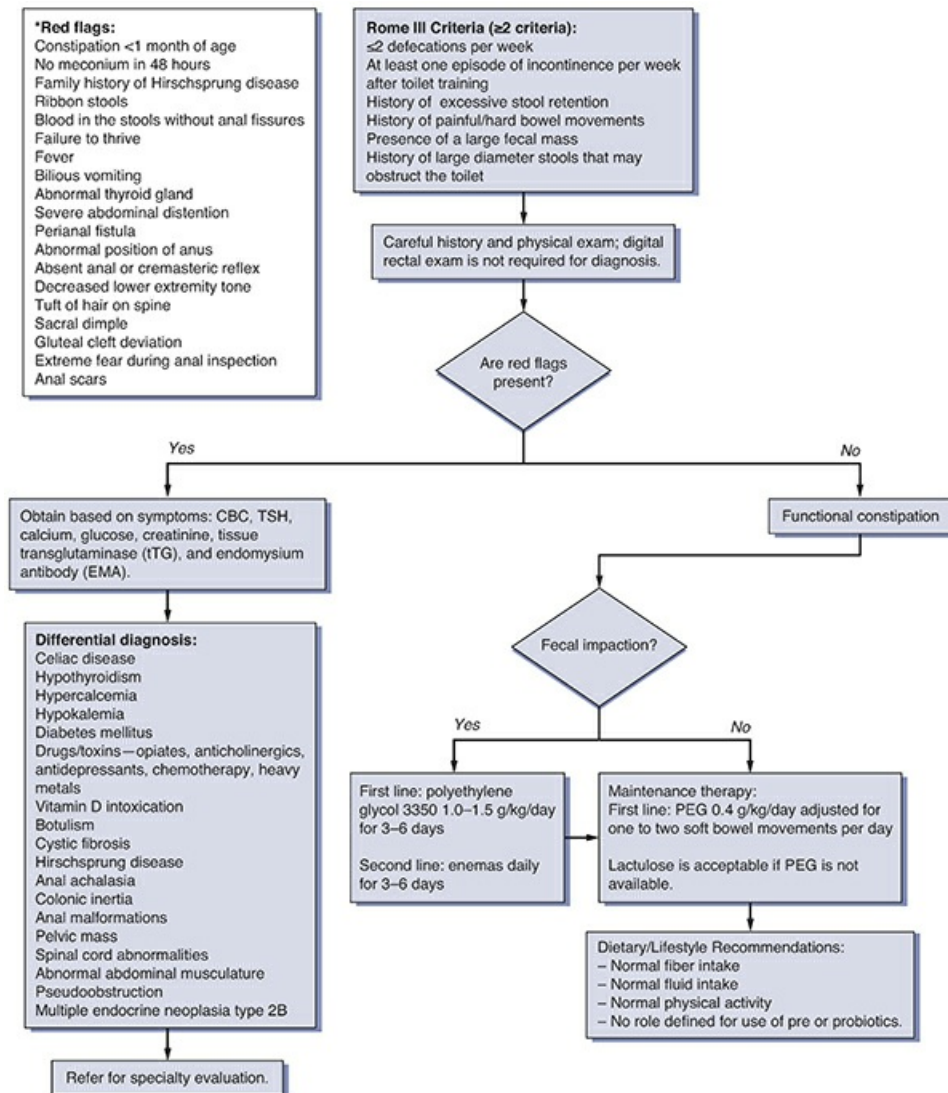 *Red flags:
Constipation <1 month of age
No meconium in 48 hours
Family history of Hirschsprung disease
Ribbon stools
Blood in the stools without anal fissures
Failure to thrive
Fever
Bilious vomiting
Abnormal thyroid gland
Severe abdominal distention
Perianal fistula
Abnormal position of anus
Absent anal or cremasteric reflex
Decreased lower extremity tone
Tuft of hair on spine
Sacral dimple
Gluteal cleft deviation
Extreme fear during anal inspection
Anal scars
Rome III Criteria (≥2 criteria):
≤2 defecations per week
At least one episode of incontinence per week
after toilet training
History of excessive stool retention
History of painful/hard bowel movements
Presence of a large fecal mass
History of large diameter stools that may
obstruct the toilet
Careful history and physical exam; digital
rectal exam is not required for diagnosis.
Are red flags
present?
Yes
No
Obtain based on symptoms: CBC, TSH,
calcium, glucose, creatinine, tissue
transglutaminase (tTG), and endomysium
antibody (EMA).
Functional constipation
Differential diagnosis:
Celiac disease
Hypothyroidism
Hypercalcemia
Hypokalemia
Diabetes mellitus
Drugs/toxins—opiates, anticholinergics,
antidepressants, chemotherapy, heavy
metals
Vitamin D intoxication
Botulism
Cystic fibrosis
Hirschsprung disease
Anal achalasia
Colonic inertia
Anal malformations
Pelvic mass
Spinal cord abnormalities
Abnormal abdominal musculature
Pseudoobstruction
Multiple endocrine neoplasia type 2B
Refer for specialty evaluation.
Fecal impaction?
Yes
No
First line: polyethylene
glycol 3350 1.0–1.5 g/kg/day
for 3–6 days
Second line: enemas daily
for 3–6 days
Maintenance therapy:
First line: PEG 0.4 g/kg/day adjusted for
one to two soft bowel movements per day
Lactulose is acceptable if PEG is not
available.
Dietary/Lifestyle Recommendations:
– Normal fiber intake
– Normal fluid intake
– Normal physical activity
– No role defined for use of pre or probiotics.